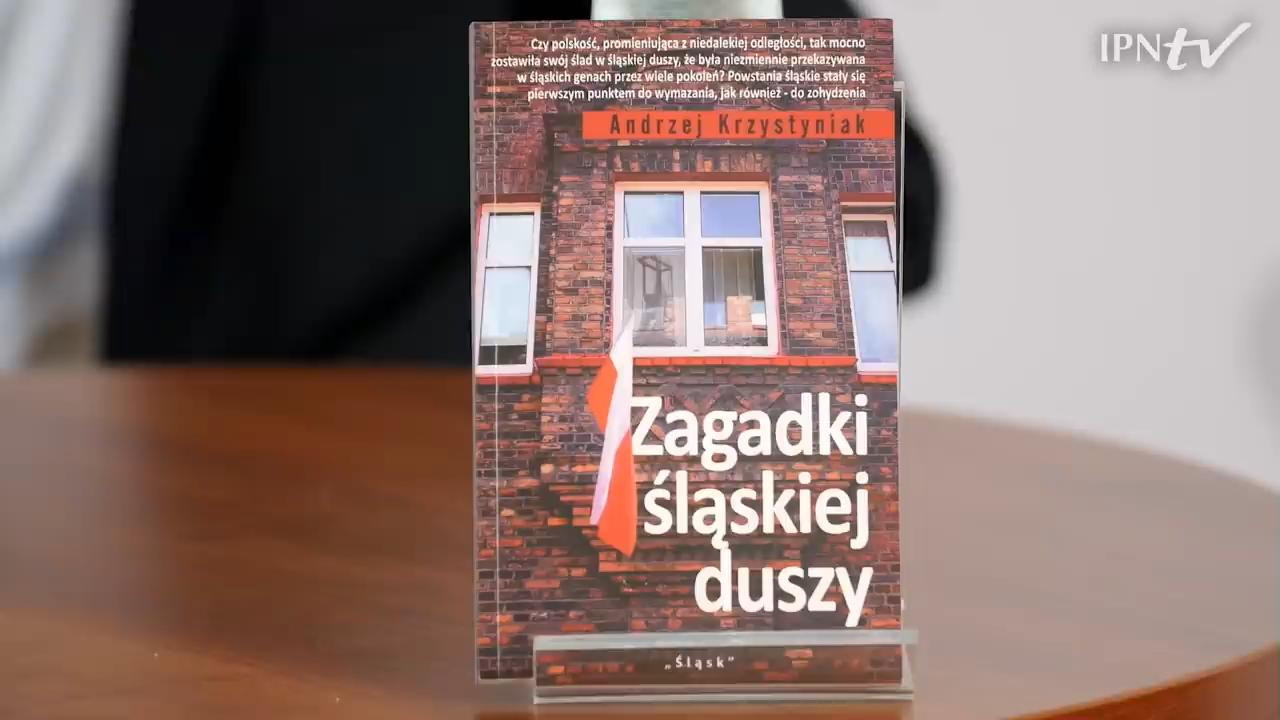 IPNtv
Czy polskość, promieniująca z niedalekiej odległości, tak mocno
zostawiła swój ślad w śląskiej duszy, że była niezmiennie przekazywana
w śląskich genach przez wiele pokoleń? Powstania śląskie stały się
pierwszym punktem do wymazania, jak również - do zohydzenia
Andrzej Krzystyniak
Zagadki
śląskiej
duszy
„Śląsk”